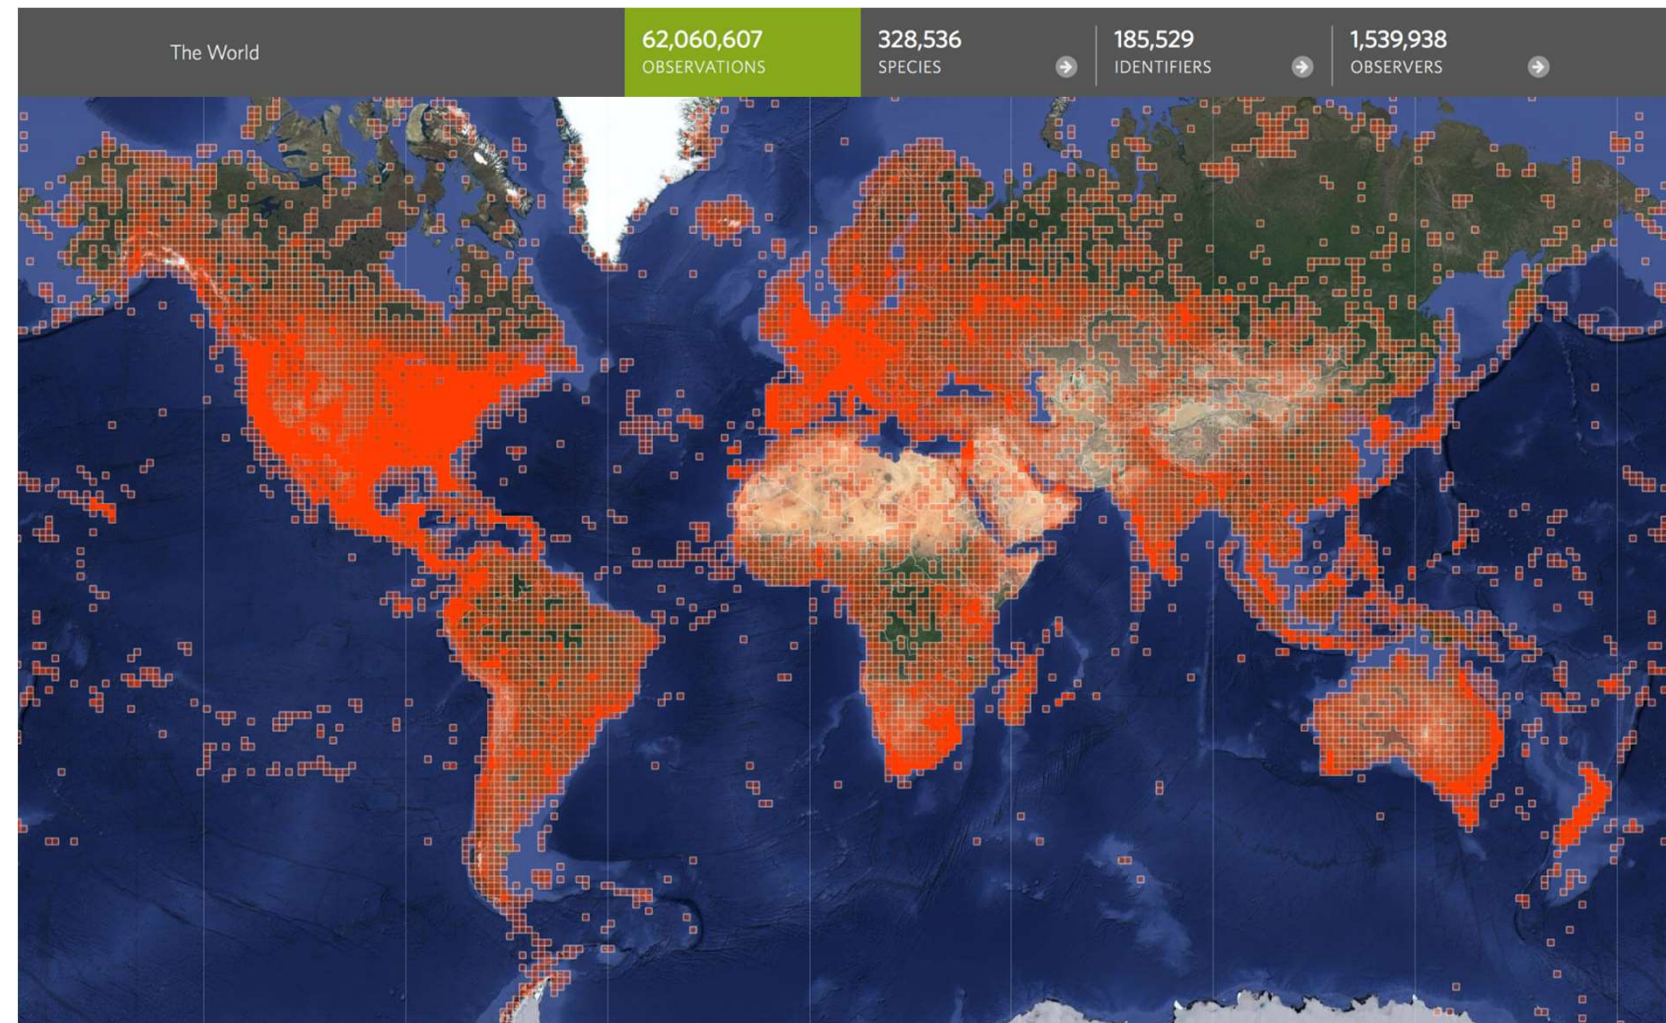 The World
62,060,607
OBSERVATIONS
328,536
SPECIES
185,529
IDENTIFIERS
1,539,938
OBSERVERS